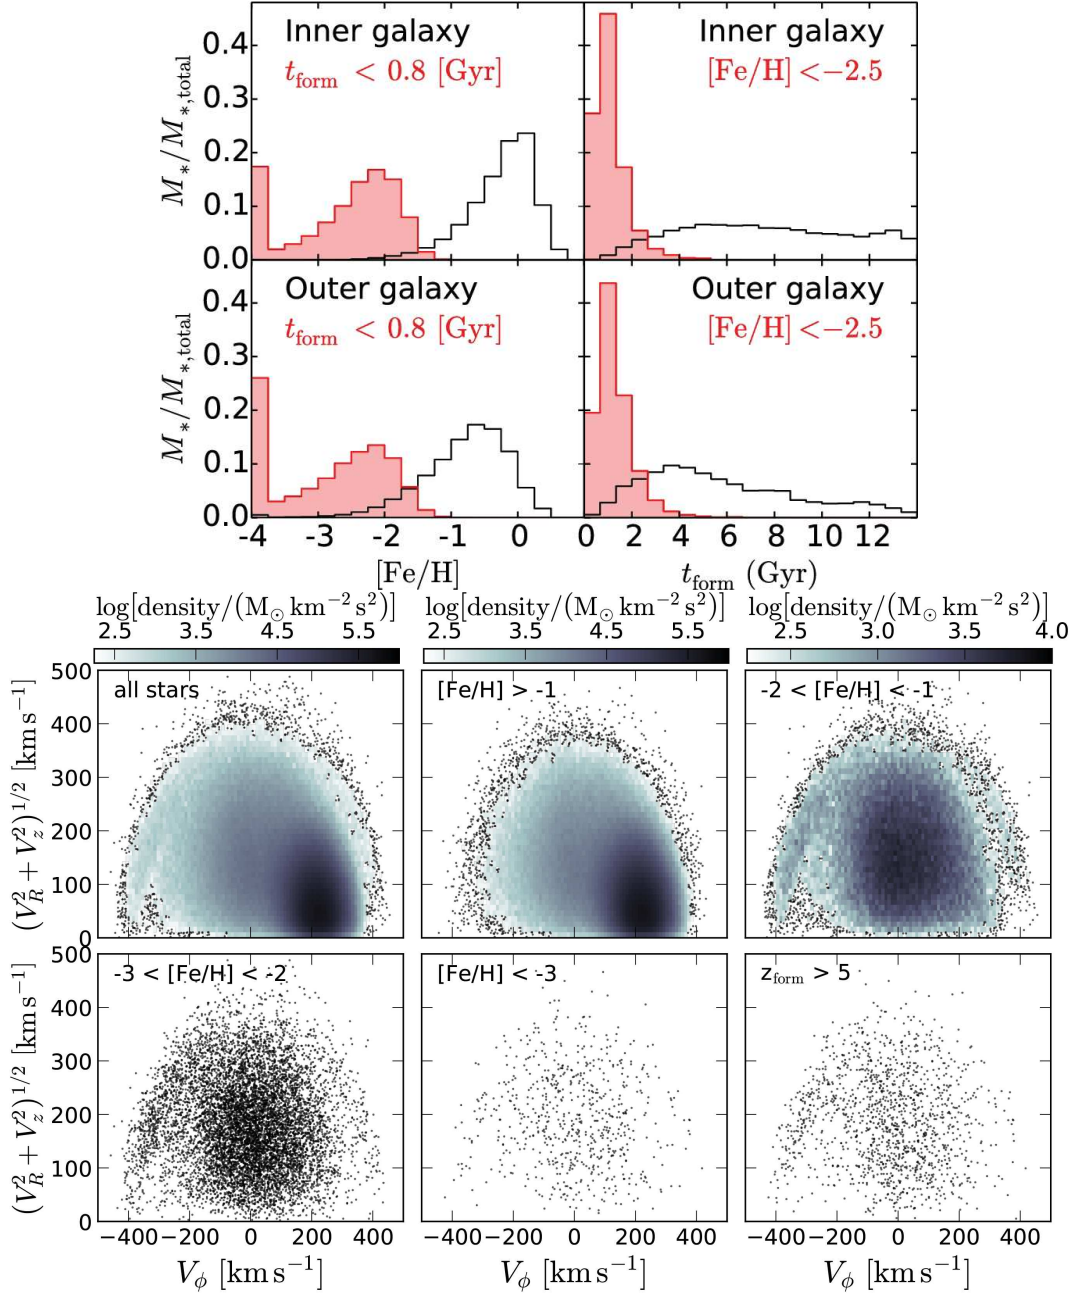 Inner galaxy
t_form < 0.8 [Gyr]
Inner galaxy
[Fe/H] <−2.5
M_*/M_*,total
0.4
0.3
0.2
0.1
0.0
Outer galaxy
t_form < 0.8 [Gyr]
Outer galaxy
[Fe/H] <−2.5
M_*/M_*,total
0.4
0.3
0.2
0.1
0.0
-4 -3 -2 -1 0
0 2 4 6 8 10 12
[Fe/H]
t_form (Gyr)
log[density/(M_⊙ km^−2 s^2)]
log[density/(M_⊙ km^−2 s^2)]
log[density/(M_⊙ km^−2 s^2)]
2.5 3.5 4.5 5.5
2.5 3.5 4.5 5.5
2.5 3.0 3.5 4.0
all stars
[Fe/H] > -1
-2 < [Fe/H] < -1
(V_R^2 + V_z^2)^1/2 [km s^−1]
500
400
300
200
100
0
-3 < [Fe/H] < -2
[Fe/H] < -3
z_form > 5
(V_R^2 + V_z^2)^1/2 [km s^−1]
500
400
300
200
100
0
−400 −200 0 200 400
−400 −200 0 200 400
−400 −200 0 200 400
V_ϕ [km s^−1]
V_ϕ [km s^−1]
V_ϕ [km s^−1]